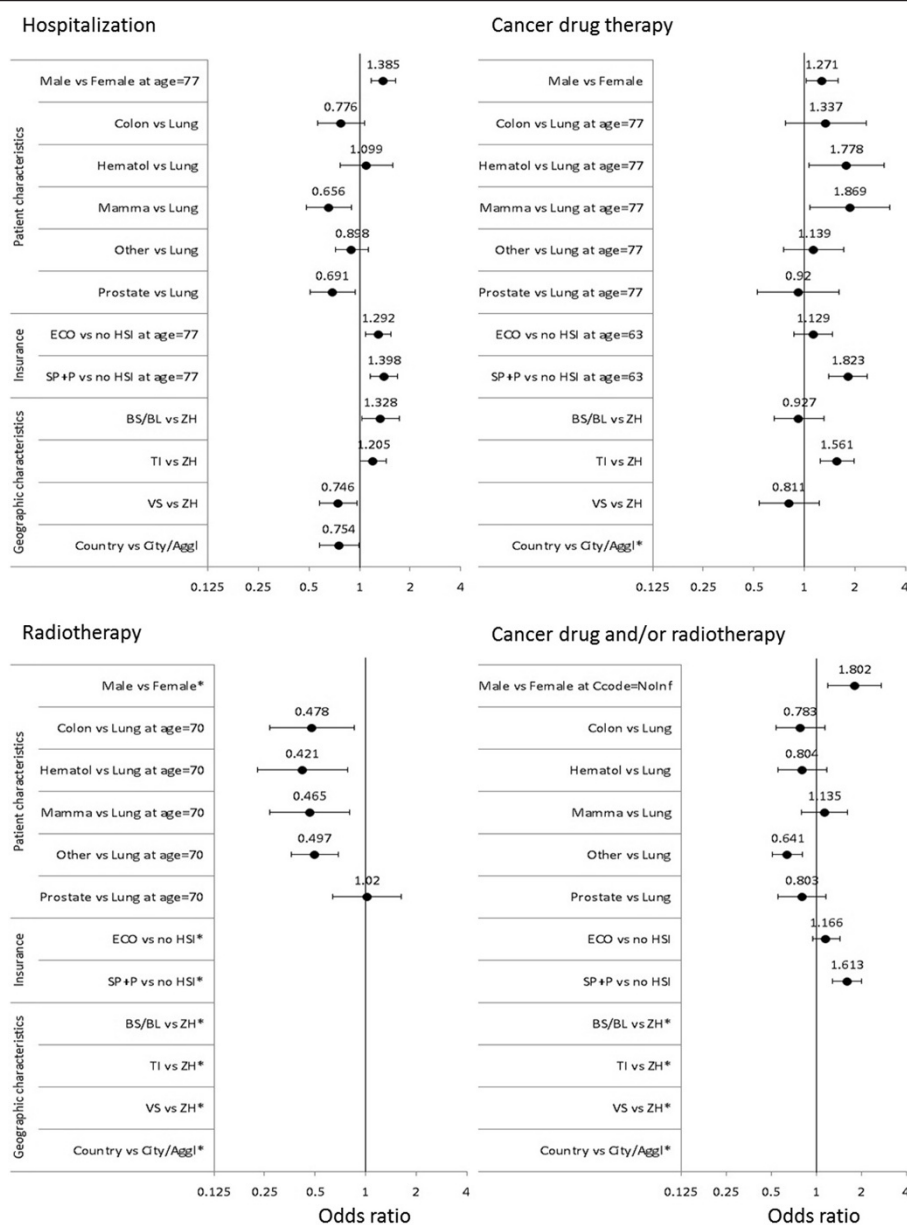 Hospitalization
Patient characteristics
Male vs Female at age=77
1.385
Colon vs Lung
0.776
Hematol vs Lung
1.099
Mamma vs Lung
0.656
Other vs Lung
0.898
Prostate vs Lung
0.691
Insurance
ECO vs no HSI at age=77
1.292
SP+P vs no HSI at age=77
1.398
Geographic characteristics
BS/BL vs ZH
1.328
TI vs ZH
1.205
VS vs ZH
0.746
Country vs City/Aggl
0.754
0.125 0.25 0.5 1 2 4
Cancer drug therapy
Male vs Female
1.271
Colon vs Lung at age=77
1.337
Hematol vs Lung at age=77
1.778
Mamma vs Lung at age=77
1.869
Other vs Lung at age=77
1.139
Prostate vs Lung at age=77
0.92
ECO vs no HSI at age=63
1.129
SP+P vs no HSI at age=63
1.823
BS/BL vs ZH
0.927
TI vs ZH
1.561
VS vs ZH
0.811
Country vs City/Aggl*
0.125 0.25 0.5 1 2 4
Radiotherapy
Patient characteristics
Male vs Female*
Colon vs Lung at age=70
0.478
Hematol vs Lung at age=70
0.421
Mamma vs Lung at age=70
0.465
Other vs Lung at age=70
0.497
Prostate vs Lung at age=70
1.02
Insurance
ECO vs no HSI*
SP+P vs no HSI*
Geographic characteristics
BS/BL vs ZH*
TI vs ZH*
VS vs ZH*
Country vs City/Aggl*
0.125 0.25 0.5 1 2 4
Odds ratio
Cancer drug and/or radiotherapy
Male vs Female at Ccode=NoInf
1.802
Colon vs Lung
0.783
Hematol vs Lung
0.804
Mamma vs Lung
1.135
Other vs Lung
0.641
Prostate vs Lung
0.803
ECO vs no HSI
1.166
SP+P vs no HSI
1.613
BS/BL vs ZH*
TI vs ZH*
VS vs ZH*
Country vs City/Aggl*
0.125 0.25 0.5 1 2 4
Odds ratio